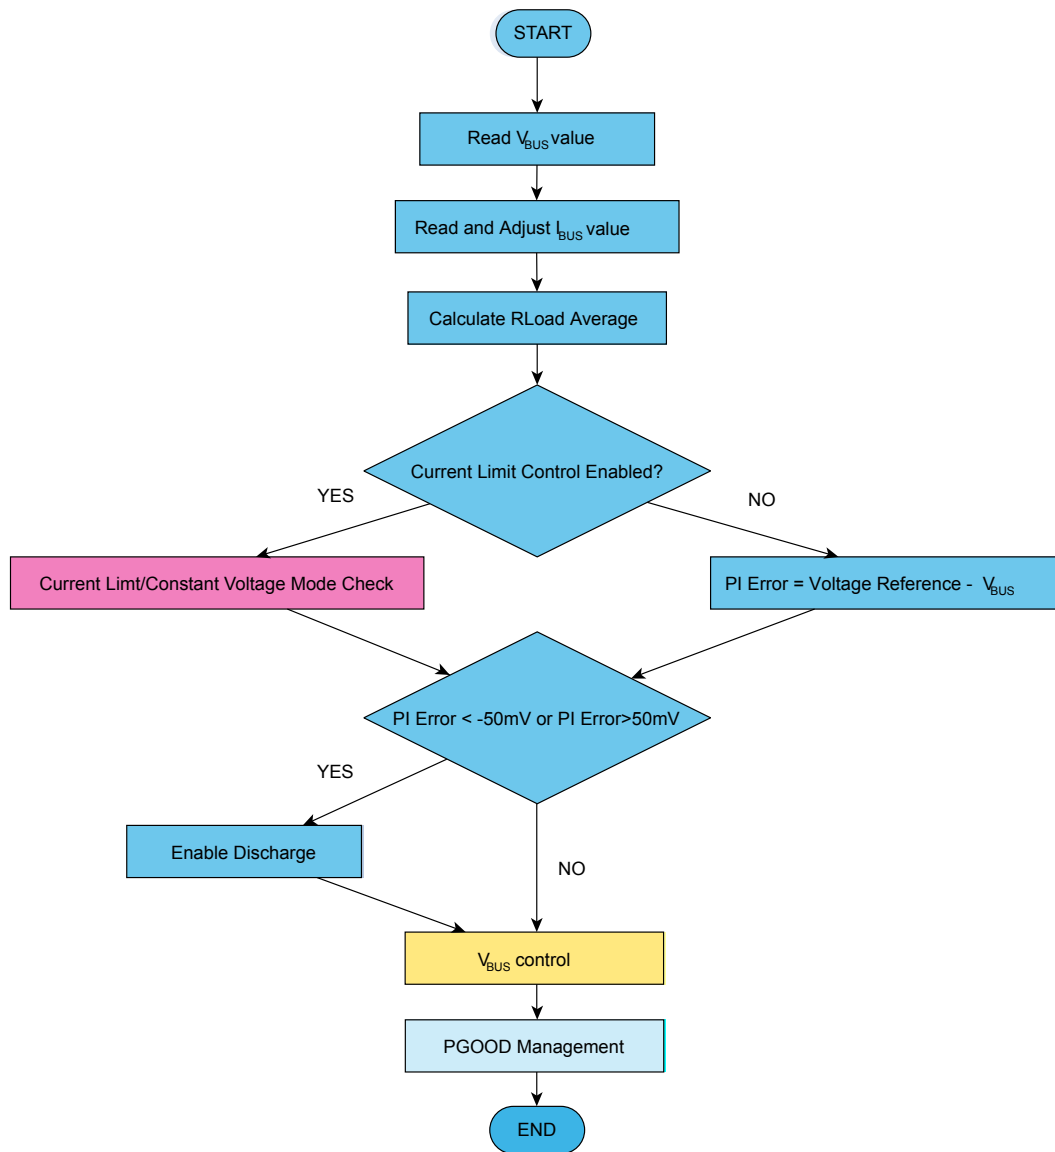 START
Read VBUS value
Read and Adjust IBUS value
Calculate RLoad Average
Current Limit Control Enabled?
YES
NO
Current Limt/Constant Voltage Mode Check
PI Error = Voltage Reference - VBUS
PI Error < -50mV or PI Error>50mV
YES
Enable Discharge
NO
VBUS control
PGOOD Management
END